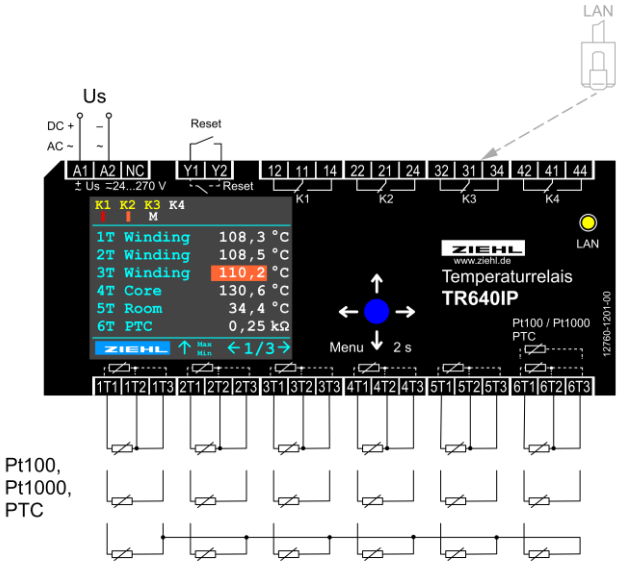 LAN
Us
DC + –
AC ~ ~
Reset
A1 A2 NC Y1 Y2 12 11 14 22 21 24 32 31 34 42 41 44
± Us ≂24...270 V Reset K1 K2 K3 K4
K1 K2 K3 K4
M
1T Winding 108,3 °C
2T Winding 108,5 °C
3T Winding 110,2 °C
4T Core 130,6 °C
5T Room 34,4 °C
6T PTC 0,25 kΩ
ZIEHL ↑ Max Min ←1/3→
Menu 2 s
LAN
ZIEHL
www.ziehl.de
Temperaturrelais
TR640IP
Pt100 / Pt1000
PTC
12760-1201-00
1T1 1T2 1T3 2T1 2T2 2T3 3T1 3T2 3T3 4T1 4T2 4T3 5T1 5T2 5T3 6T1 6T2 6T3
Pt100,
Pt1000,
PTC